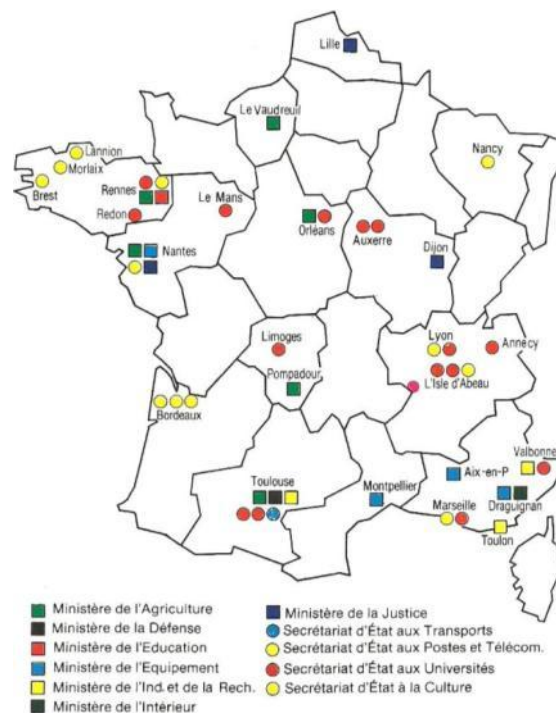 Lille
Le Vaudreuil
Lannion
Morlaix
Brest
Rennes
Redon
Le Mans
Nancy
Orléans
Auxerre
Dijon
Nantes
Limoges
Pompadour
Lyon
Annecy
L'Isle d'Abeau
Bordeaux
Toulouse
Montpellier
Aix-en-P
Valbonne
Draguignan
Marseille
Toulon
Ministère de l'Agriculture
Ministère de la Défense
Ministère de l'Education
Ministère de l'Equipement
Ministère de l'Ind. et de la Rech.
Ministère de l'Intérieur
Ministère de la Justice
Secrétariat d'État aux Transports
Secrétariat d'État aux Postes et Télécom.
Secrétariat d'État aux Universités
Secrétariat d'État à la Culture